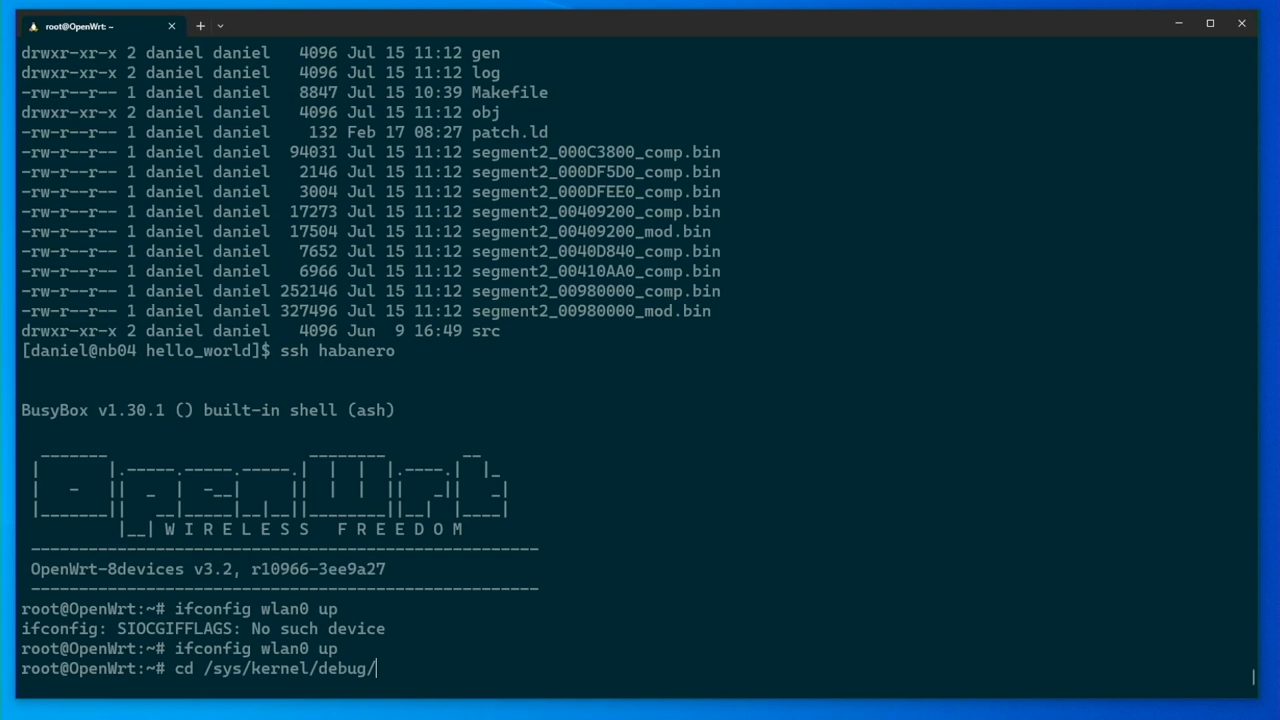 root@OpenWrt: ~
drwxr-xr-x 2 daniel daniel   4096 Jul 15 11:12 gen
drwxr-xr-x 2 daniel daniel   4096 Jul 15 11:12 log
-rw-r--r-- 1 daniel daniel   8847 Jul 15 10:39 Makefile
drwxr-xr-x 2 daniel daniel   4096 Jul 15 11:12 obj
-rw-r--r-- 1 daniel daniel    132 Feb 17 08:27 patch.ld
-rw-r--r-- 1 daniel daniel  94031 Jul 15 11:12 segment2_000C3800_comp.bin
-rw-r--r-- 1 daniel daniel   2146 Jul 15 11:12 segment2_000DF5D0_comp.bin
-rw-r--r-- 1 daniel daniel   3004 Jul 15 11:12 segment2_000DFEE0_comp.bin
-rw-r--r-- 1 daniel daniel  17273 Jul 15 11:12 segment2_00409200_comp.bin
-rw-r--r-- 1 daniel daniel  17504 Jul 15 11:12 segment2_00409200_mod.bin
-rw-r--r-- 1 daniel daniel   7652 Jul 15 11:12 segment2_0040D840_comp.bin
-rw-r--r-- 1 daniel daniel   6966 Jul 15 11:12 segment2_00410AA0_comp.bin
-rw-r--r-- 1 daniel daniel 252146 Jul 15 11:12 segment2_00980000_comp.bin
-rw-r--r-- 1 daniel daniel 327496 Jul 15 11:12 segment2_00980000_mod.bin
drwxr-xr-x 2 daniel daniel   4096 Jun  9 16:49 src
[daniel@nb04 hello_world]$ ssh habanero
BusyBox v1.30.1 () built-in shell (ash)
OpenWrt
W I R E L E S S   F R E E D O M
OpenWrt-8devices v3.2, r10966-3ee9a27
root@OpenWrt:~# ifconfig wlan0 up
ifconfig: SIOCGIFFLAGS: No such device
root@OpenWrt:~# ifconfig wlan0 up
root@OpenWrt:~# cd /sys/kernel/debug/